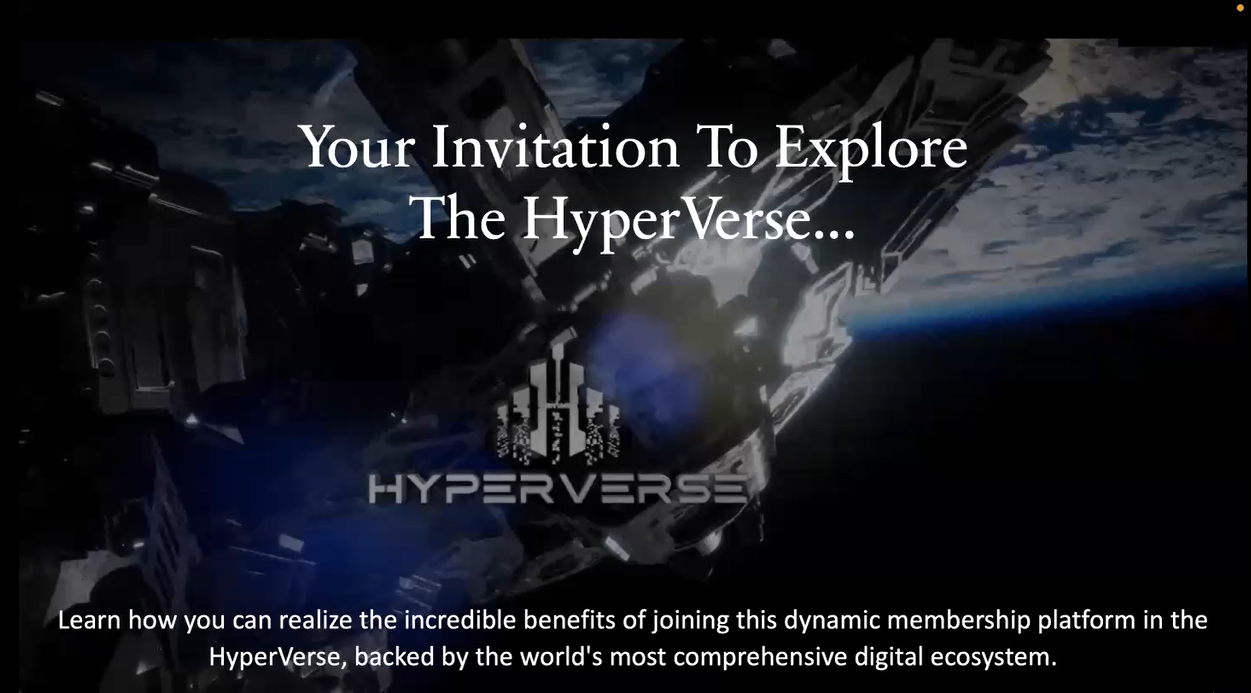 Your Invitation To Explore
The HyperVerse...
HYPERVERSE
Learn how you can realize the incredible benefits of joining this dynamic membership platform in the
HyperVerse, backed by the world's most comprehensive digital ecosystem.